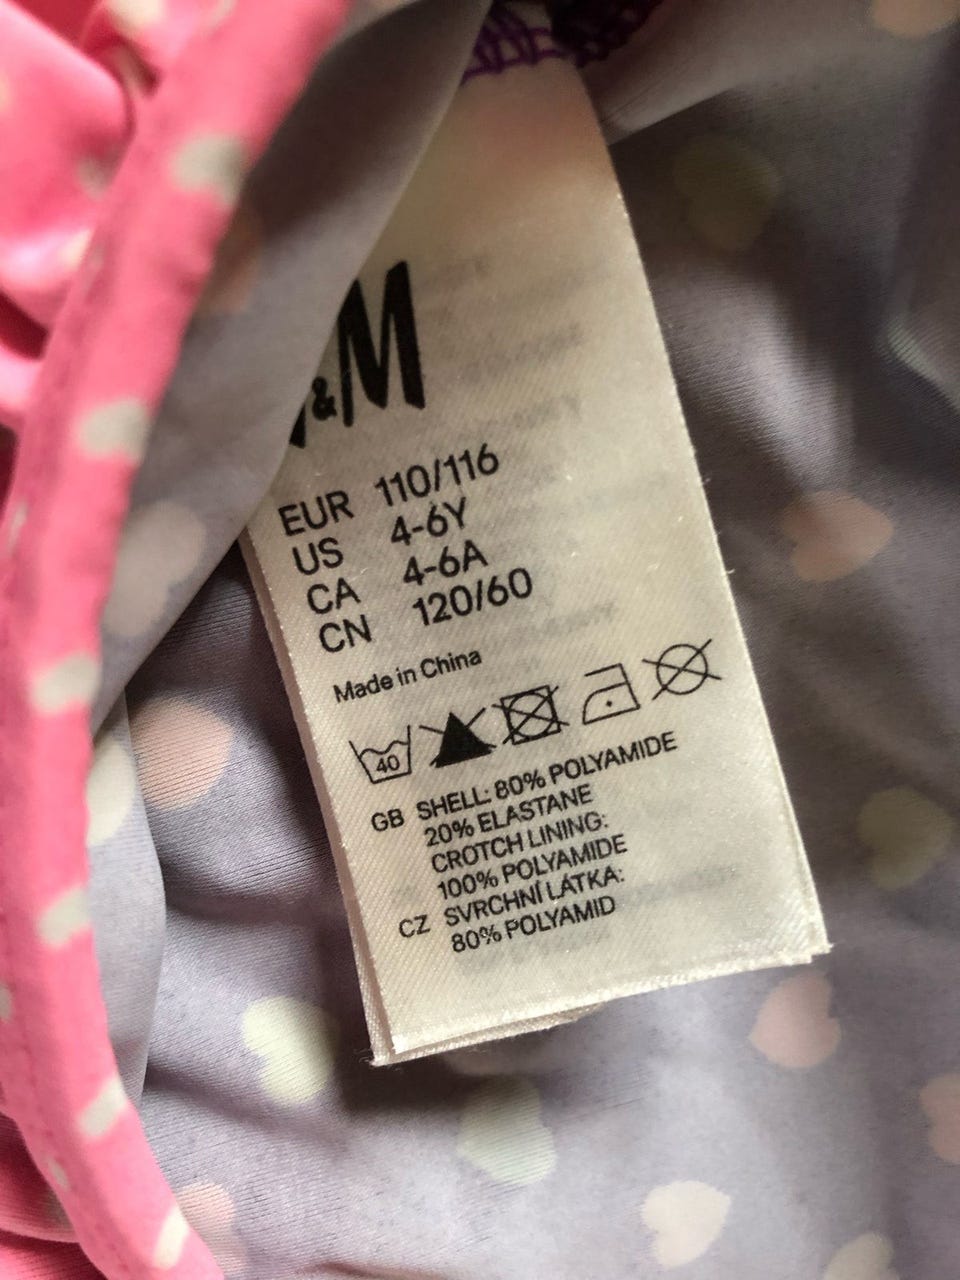 &M
EUR 110/116
US 4-6Y
CA 4-6A
CN 120/60
Made in China
40
GB SHELL: 80% POLYAMIDE
20% ELASTANE
CROTCH LINING:
100% POLYAMIDE
CZ SVRCHNÍ LÁTKA:
80% POLYAMID